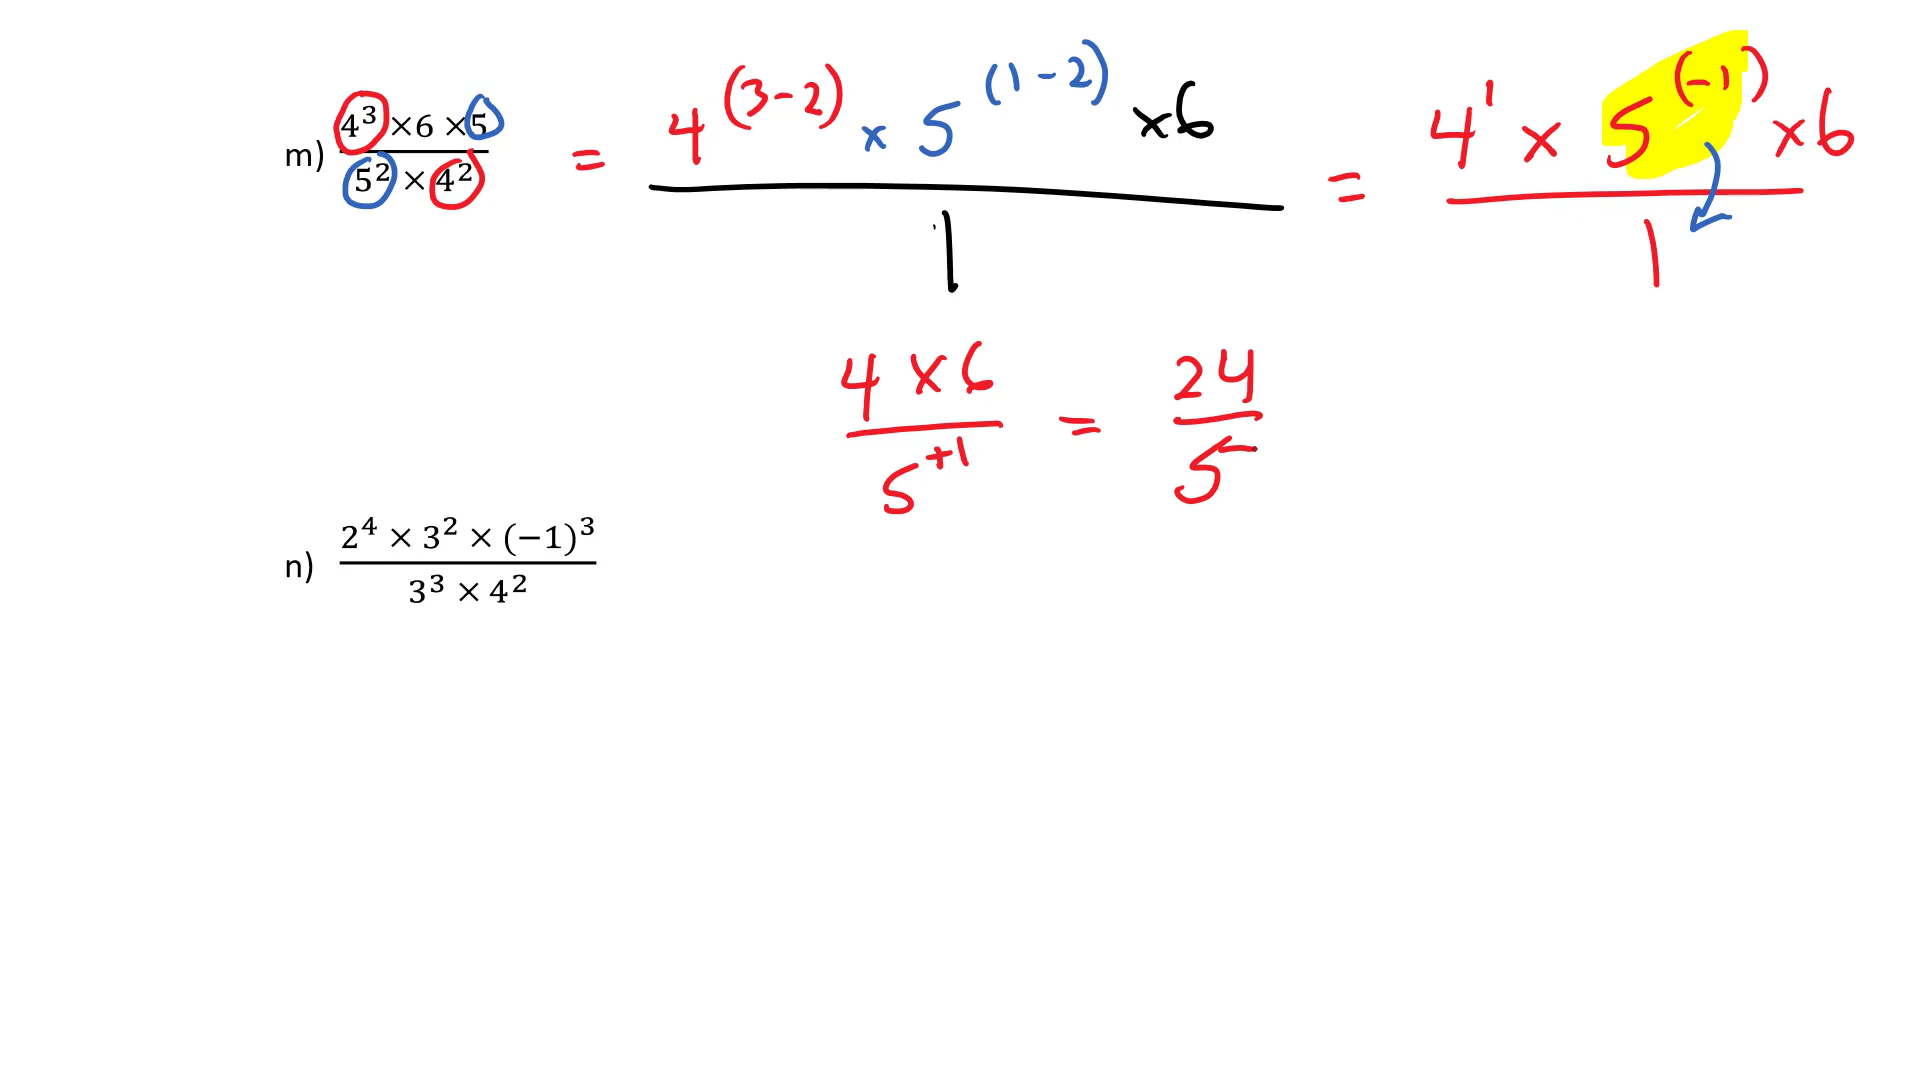 m) 4³ ×6 ×5 / 5² × 4² = 4^(3-2) × 5^(1-2) ×6 / 1 = 4¹ × 5^(-1) ×6 / 1
4 × 6 / 5^+1 = 24 / 5
n) 2⁴ × 3² × (−1)³ / 3³ × 4²